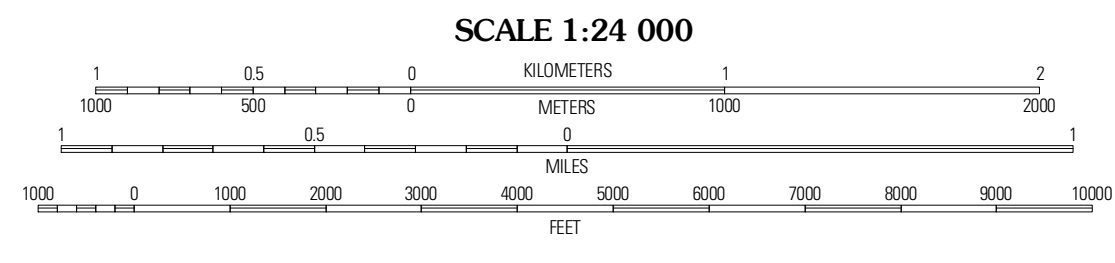 SCALE 1:24 000
1 0.5 0 KILOMETERS 1 2
1000 500 0 METERS 1000 2000
1 0.5 0 1
MILES
1000 0 1000 2000 3000 4000 5000 6000 7000 8000 9000 10000
FEET